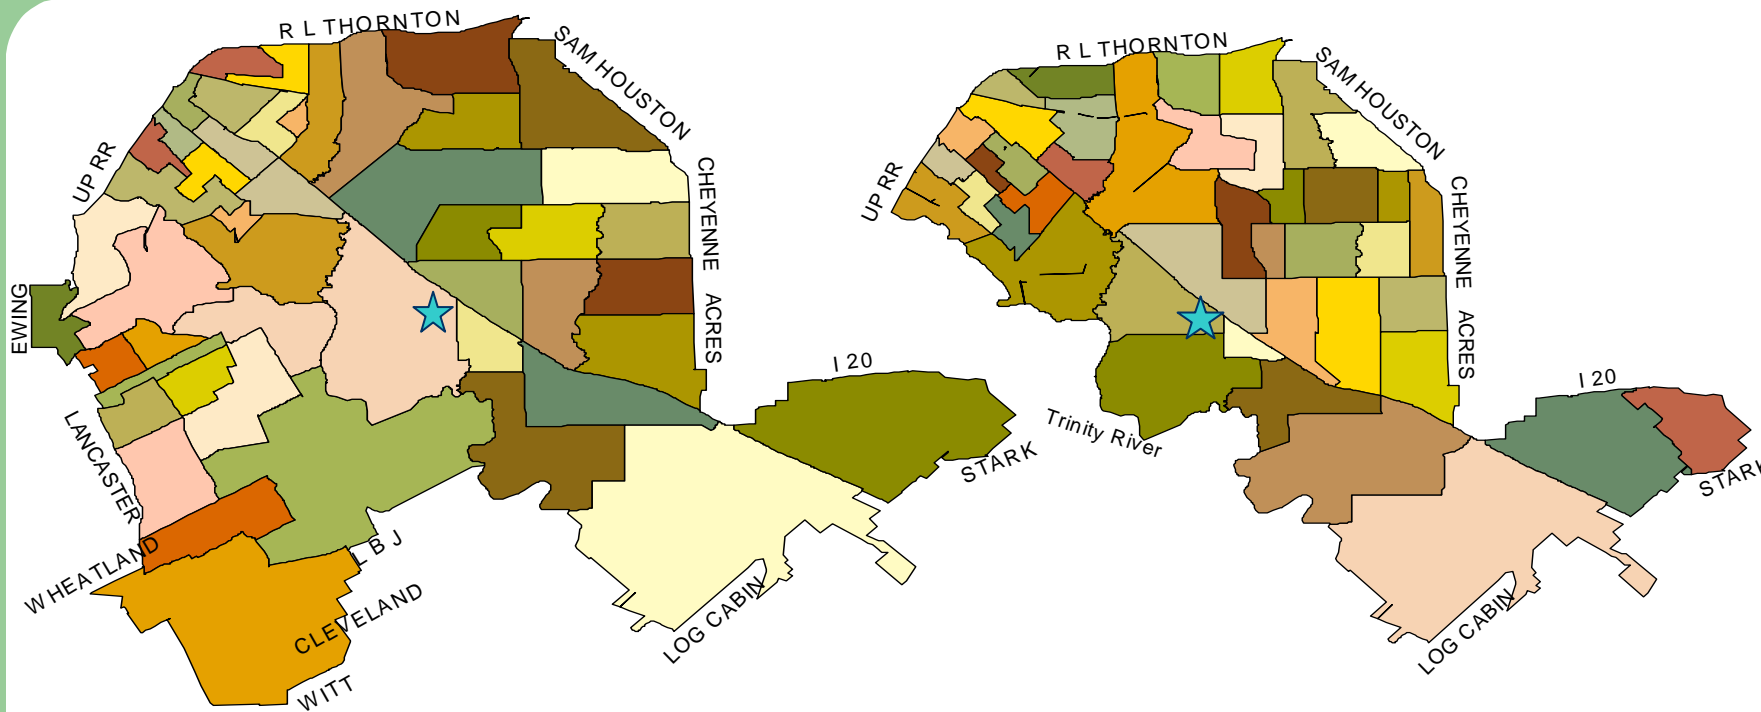 R L THORNTON
SAM HOUSTON
UP RR
CHEYENNE ACRES
EWING
LANCASTER
I 20
STARK
WHEATLAND
L B J
CLEVELAND
WITT
LOG CABIN
R L THORNTON
SAM HOUSTON
UP RR
CHEYENNE ACRES
Trinity River
I 20
STARK
LOG CABIN